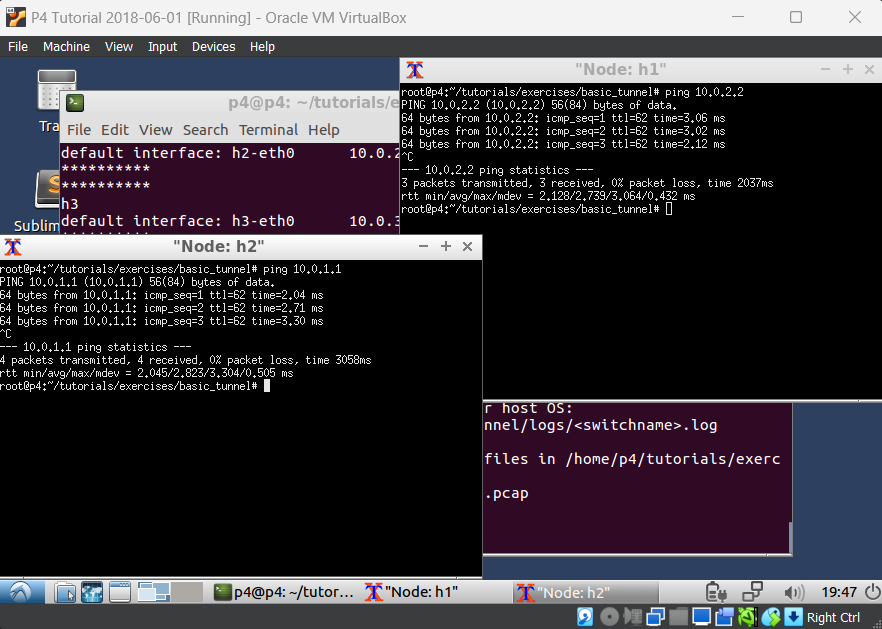 P4 Tutorial 2018-06-01 [Running] - Oracle VM VirtualBox
File Machine View Input Devices Help
Tra
Sublim
p4@p4: ~/tutorials/e
File Edit View Search Terminal Help
default interface: h2-eth0 10.0.2
**********
**********
h3
default interface: h3-eth0 10.0.3
"Node: h1"
root@p4:~/tutorials/exercises/basic_tunnel# ping 10.0.2.2
PING 10.0.2.2 (10.0.2.2) 56(84) bytes of data.
64 bytes from 10.0.2.2: icmp_seq=1 ttl=62 time=3.06 ms
64 bytes from 10.0.2.2: icmp_seq=2 ttl=62 time=3.02 ms
64 bytes from 10.0.2.2: icmp_seq=3 ttl=62 time=2.12 ms
^C
--- 10.0.2.2 ping statistics ---
3 packets transmitted, 3 received, 0% packet loss, time 2037ms
rtt min/avg/max/mdev = 2.128/2.739/3.064/0.432 ms
root@p4:~/tutorials/exercises/basic_tunnel#
"Node: h2"
root@p4:~/tutorials/exercises/basic_tunnel# ping 10.0.1.1
PING 10.0.1.1 (10.0.1.1) 56(84) bytes of data.
64 bytes from 10.0.1.1: icmp_seq=1 ttl=62 time=2.04 ms
64 bytes from 10.0.1.1: icmp_seq=2 ttl=62 time=2.71 ms
64 bytes from 10.0.1.1: icmp_seq=3 ttl=62 time=3.30 ms
^C
--- 10.0.1.1 ping statistics ---
4 packets transmitted, 4 received, 0% packet loss, time 3058ms
rtt min/avg/max/mdev = 2.045/2.823/3.304/0.505 ms
root@p4:~/tutorials/exercises/basic_tunnel#
r host OS:
nnel/logs/<switchname>.log
files in /home/p4/tutorials/exerc
.pcap
p4@p4: ~/tutor... "Node: h1" "Node: h2" 19:47
Right Ctrl